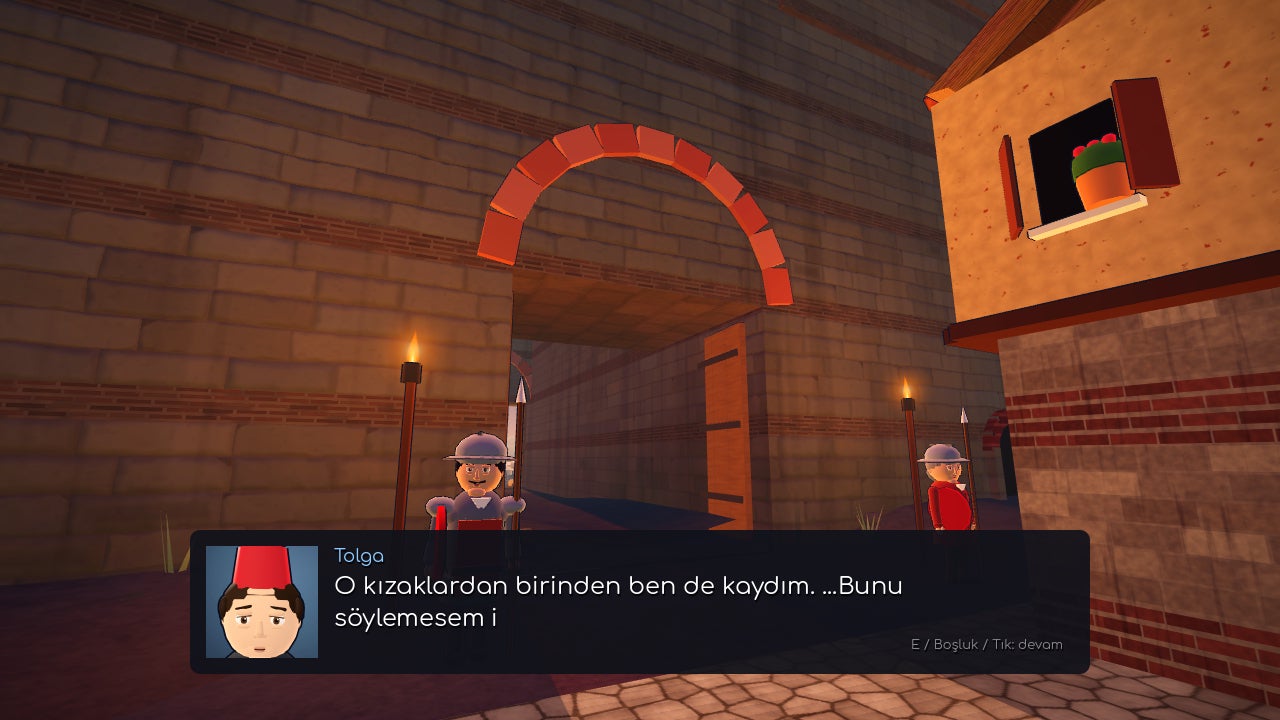 Tolga
O kızaklardan birinden ben de kaydım. ...Bunu
söylemesem i
E / Boşluk / Tık: devam